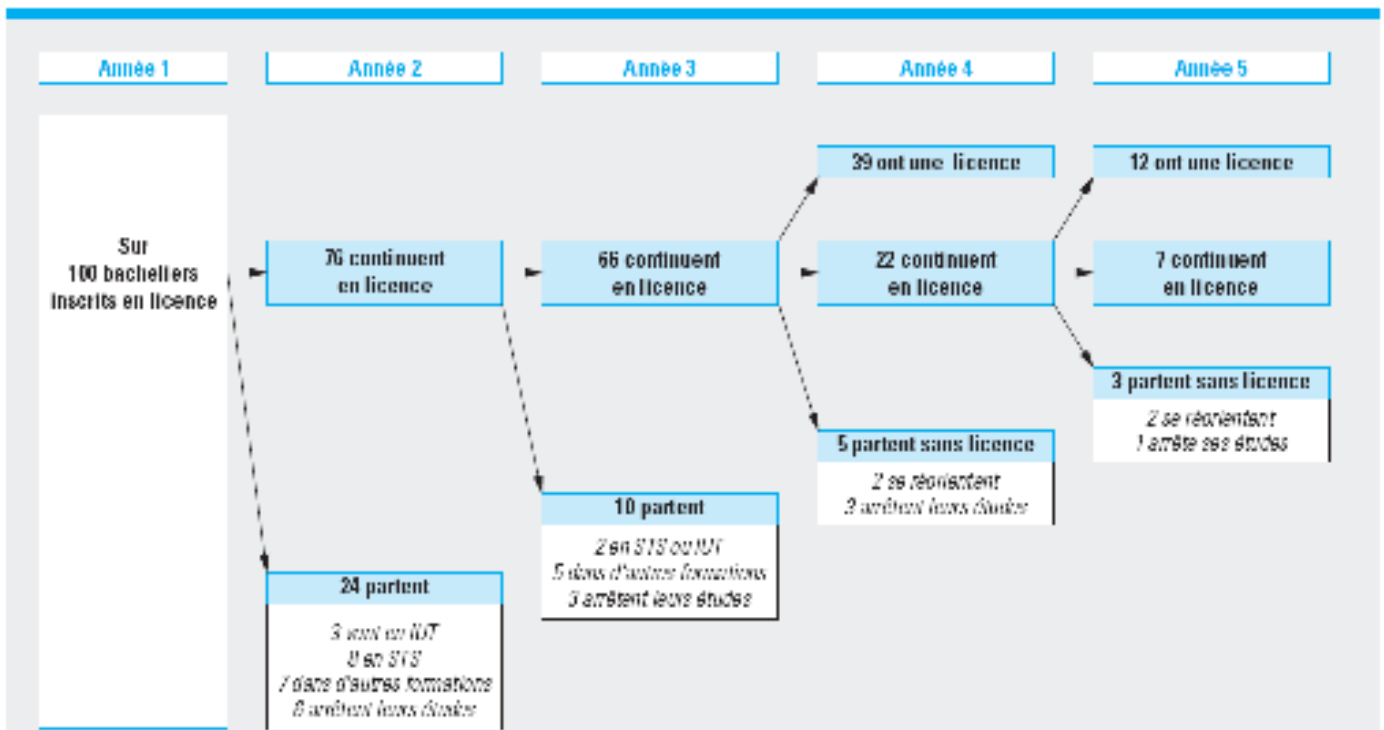 Année 1
Année 2
Année 3
Année 4
Année 5
Sur
100 bacheliers
inscrits en licence
76 continuent
en licence
24 partent
3 vont en IUT
8 en STS
7 dans d'autres formations
6 arrêtent leurs études
66 continuent
en licence
10 partent
2 en STS ou IUT
5 dans d'autres formations
3 arrêtent leurs études
39 ont une licence
22 continuent
en licence
5 partent sans licence
2 se réorientent
3 arrêtent leurs études
12 ont une licence
7 continuent
en licence
3 partent sans licence
2 se réorientent
1 arrête ses études